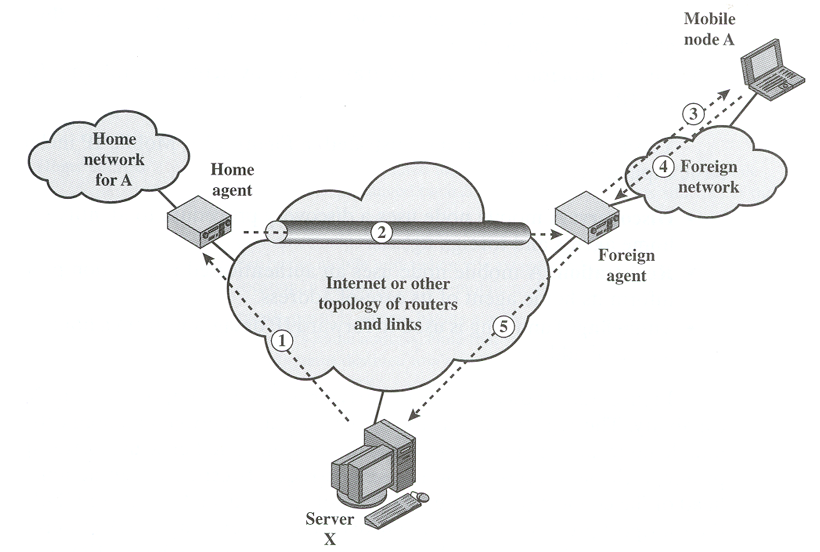 Mobile
node A
3
Home
network
for A
Home
agent
4
Foreign
network
2
Foreign
agent
Internet or other
topology of routers
and links
1
5
Server
X